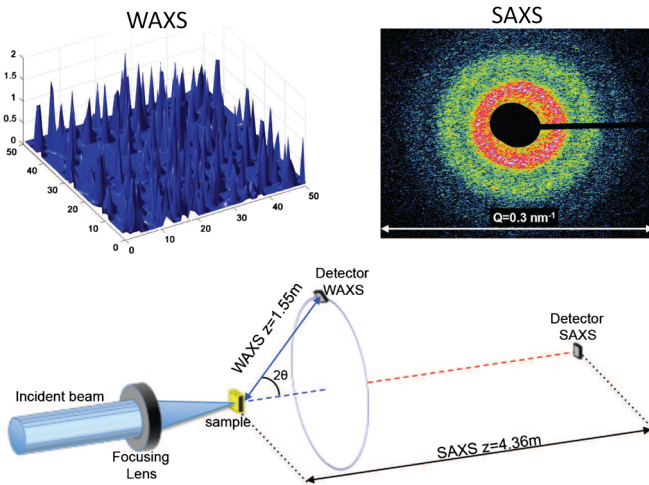 WAXS
SAXS
2
1.5
1
0.5
0
50
40
30
20
10
0
0
10
20
30
40
50
Q=0.3 nm⁻¹
Detector
WAXS
Detector
SAXS
WAXS z=1.55m
2θ
Incident beam
sample
Focusing
Lens
SAXS z=4.36m